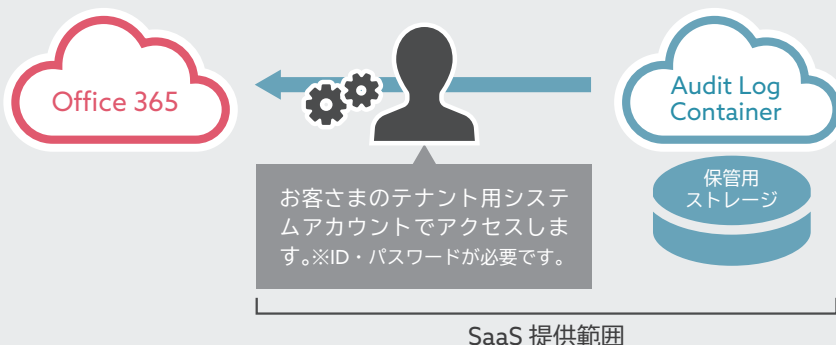 Office 365
Audit Log
Container
保管用
ストレージ
お客さまのテナント用システ
ムアカウントでアクセスしま
す。※ID・パスワードが必要です。
SaaS 提供範囲